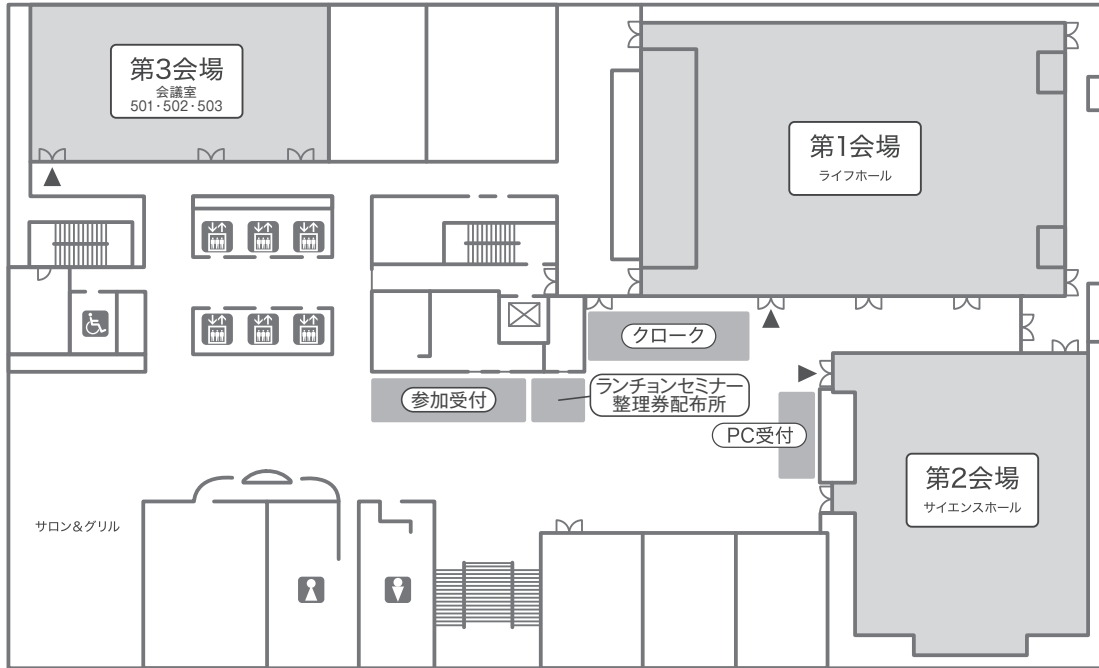 第3会場
会議室
501・502・503
第1会場
ライフホール
クローク
参加受付
ランチョンセミナー
整理券配布所
PC受付
第2会場
サイエンスホール
サロン&グリル